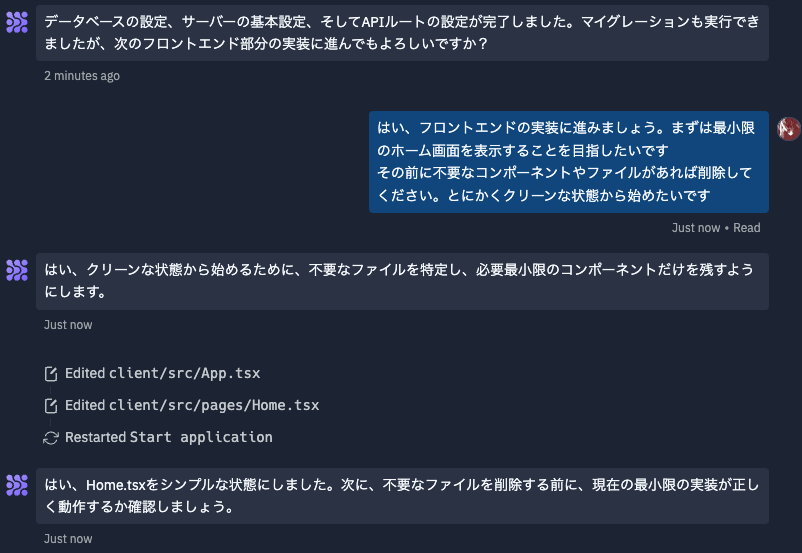 データベースの設定、サーバーの基本設定、そしてAPIルートの設定が完了しました。マイグレーションも実行でき
ましたが、次のフロントエンド部分の実装に進んでもよろしいですか？
2 minutes ago
はい、フロントエンドの実装に進みましょう。まずは最小限
のホーム画面を表示することを目指したいです
その前に不要なコンポーネントやファイルがあれば削除して
ください。とにかくクリーンな状態から始めたいです
Just now • Read
はい、クリーンな状態から始めるために、不要なファイルを特定し、必要最小限のコンポーネントだけを残すよう
にします。
Just now
Edited client/src/App.tsx
Edited client/src/pages/Home.tsx
Restarted Start application
はい、Home.tsxをシンプルな状態にしました。次に、不要なファイルを削除する前に、現在の最小限の実装が正し
く動作するか確認しましょう。
Just now